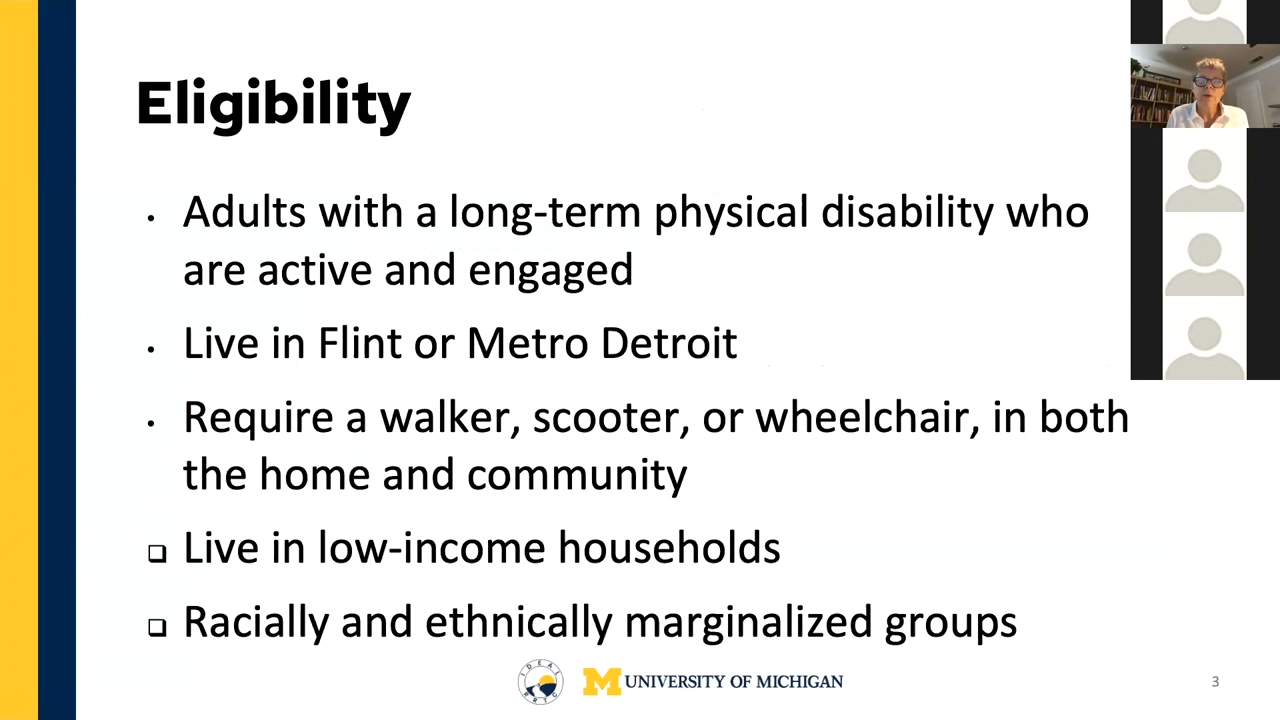 Eligibility
• Adults with a long-term physical disability who
are active and engaged
• Live in Flint or Metro Detroit
• Require a walker, scooter, or wheelchair, in both
the home and community
❑ Live in low-income households
❑ Racially and ethnically marginalized groups
IDEAL RRTC
M UNIVERSITY OF MICHIGAN
3